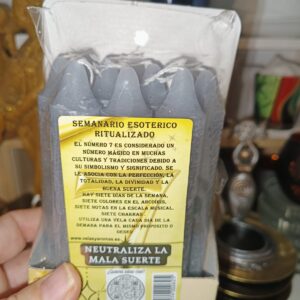 SEMANARIO ESOTERICO
RITUALIZADO
EL NÚMERO 7 ES CONSIDERADO UN
NÚMERO MÁGICO EN MUCHAS
CULTURAS Y TRADICIONES DEBIDO A
SU SIMBOLISMO Y SIGNIFICADO. SE
LE ASOCIA CON LA PERFECCIÓN, LA
TOTALIDAD, LA DIVINIDAD Y LA
BUENA SUERTE.
HAY SIETE DÍAS DE LA SEMANA,
SIETE COLORES EN EL ARCOÍRIS,
SIETE NOTAS EN LA ESCALA MUSICAL,
SIETE CHAKRAS
UTILIZA UNA VELA CADA DIA DE LA
SEMANA PARA EL MISMO PROPÓSITO O
DESEO
NEUTRALIZA LA
MALA SUERTE